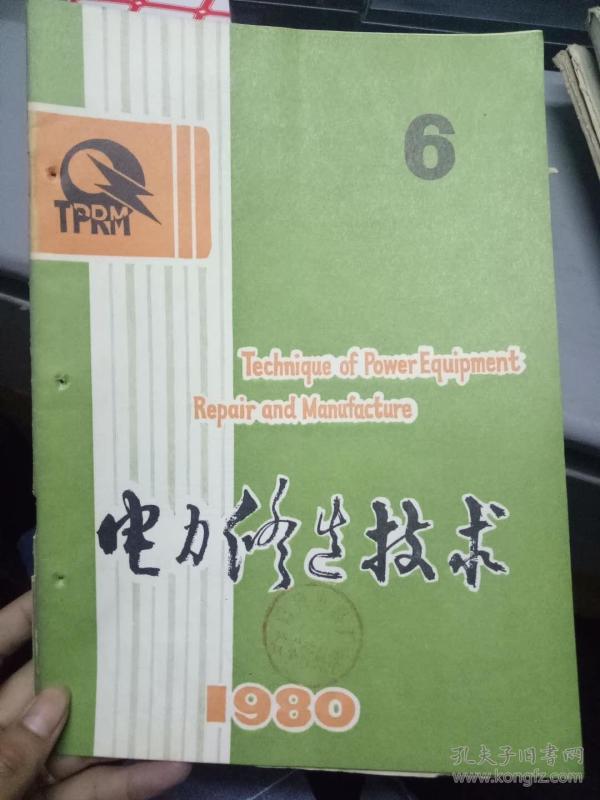 6
TPRM
Technique of Power Equipment
Repair and Manufacture
电力修造技术
1980
孔夫子旧书网
www.kongfz.com